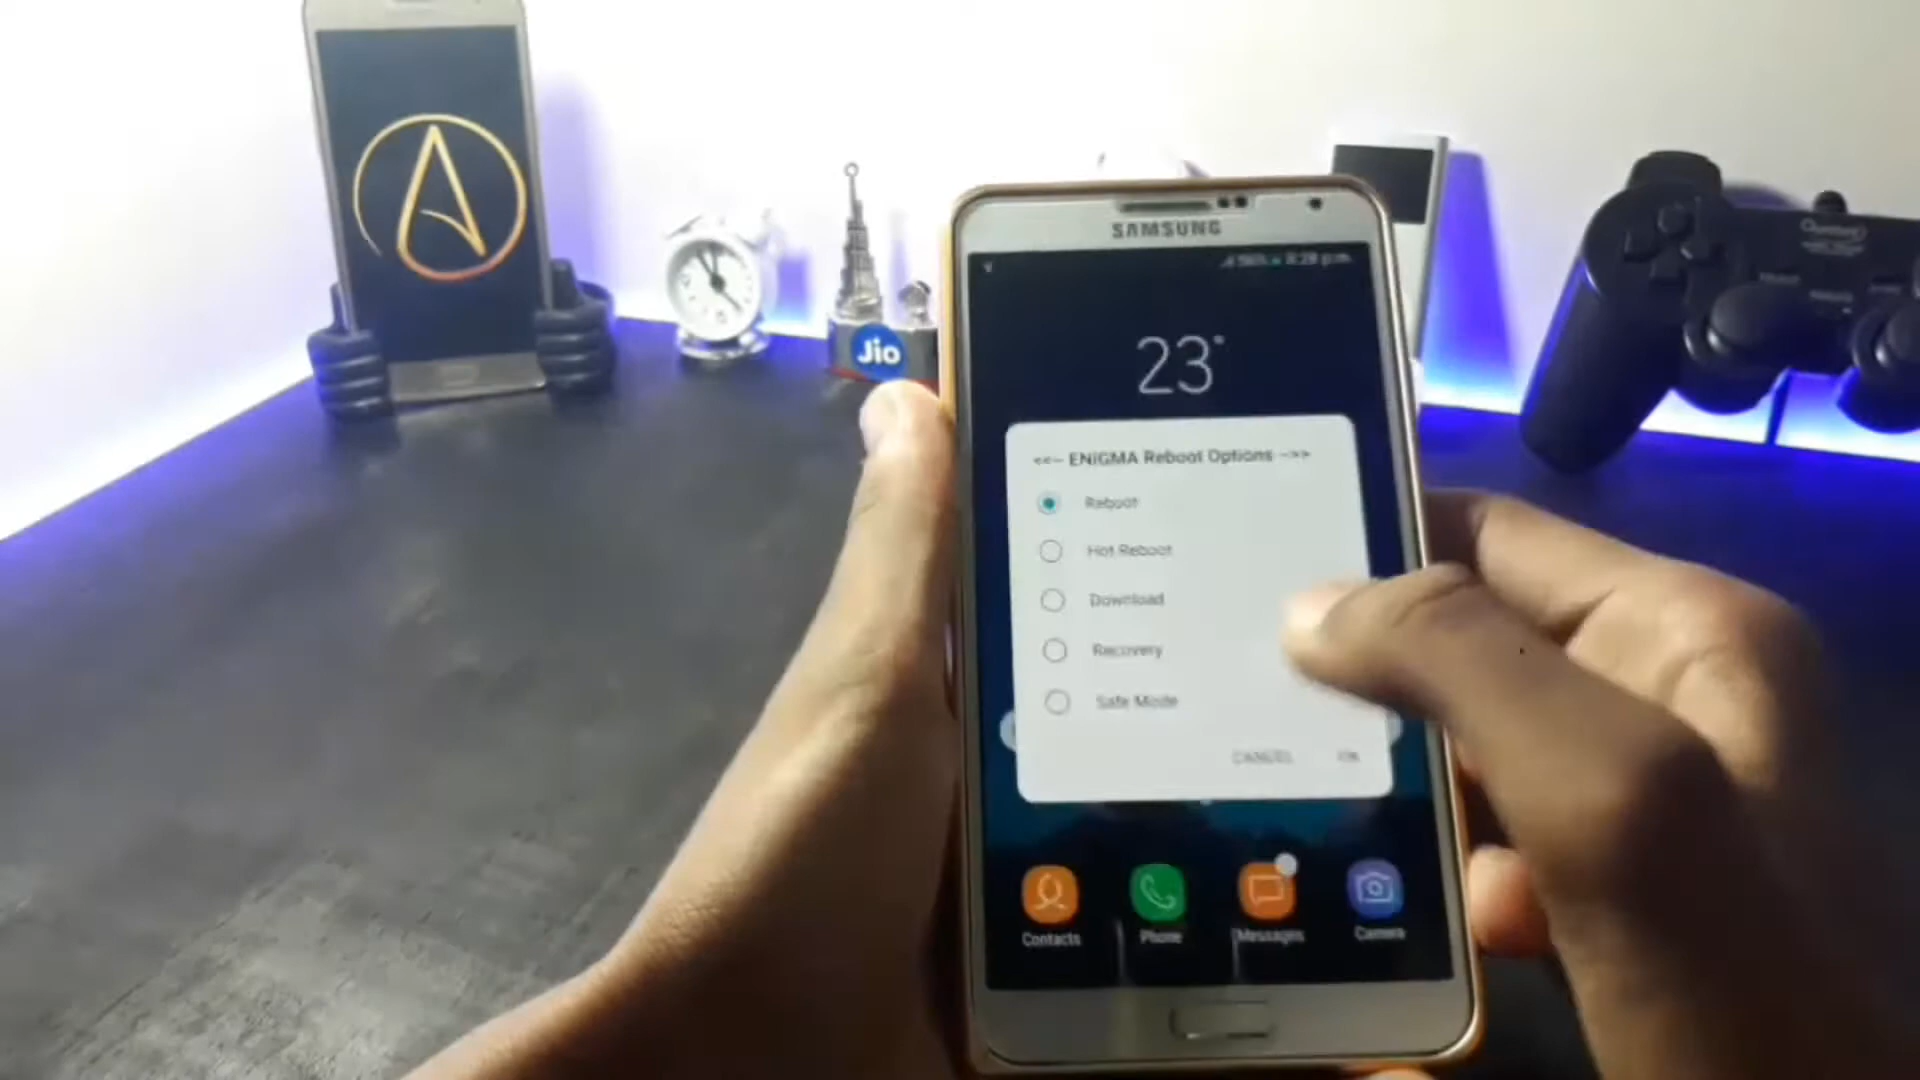 SAMSUNG
23°
Jio
<<-- ENIGMA Reboot Options -->>
Reboot
Hot Reboot
Download
Recovery
Safe Mode
CANCEL OK
Contacts Phone Messages Camera